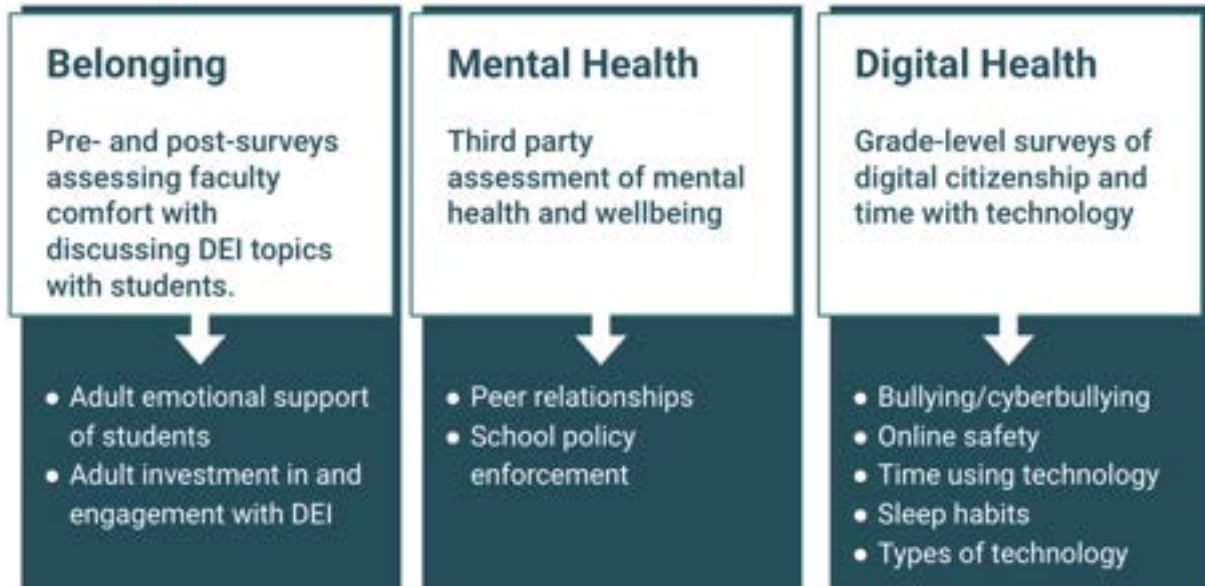 Belonging
Pre- and post-surveys
assessing faculty
comfort with
discussing DEI topics
with students.
• Adult emotional support
of students
• Adult investment in and
engagement with DEI
Mental Health
Third party
assessment of mental
health and wellbeing
• Peer relationships
• School policy
enforcement
Digital Health
Grade-level surveys of
digital citizenship and
time with technology
• Bullying/cyberbullying
• Online safety
• Time using technology
• Sleep habits
• Types of technology